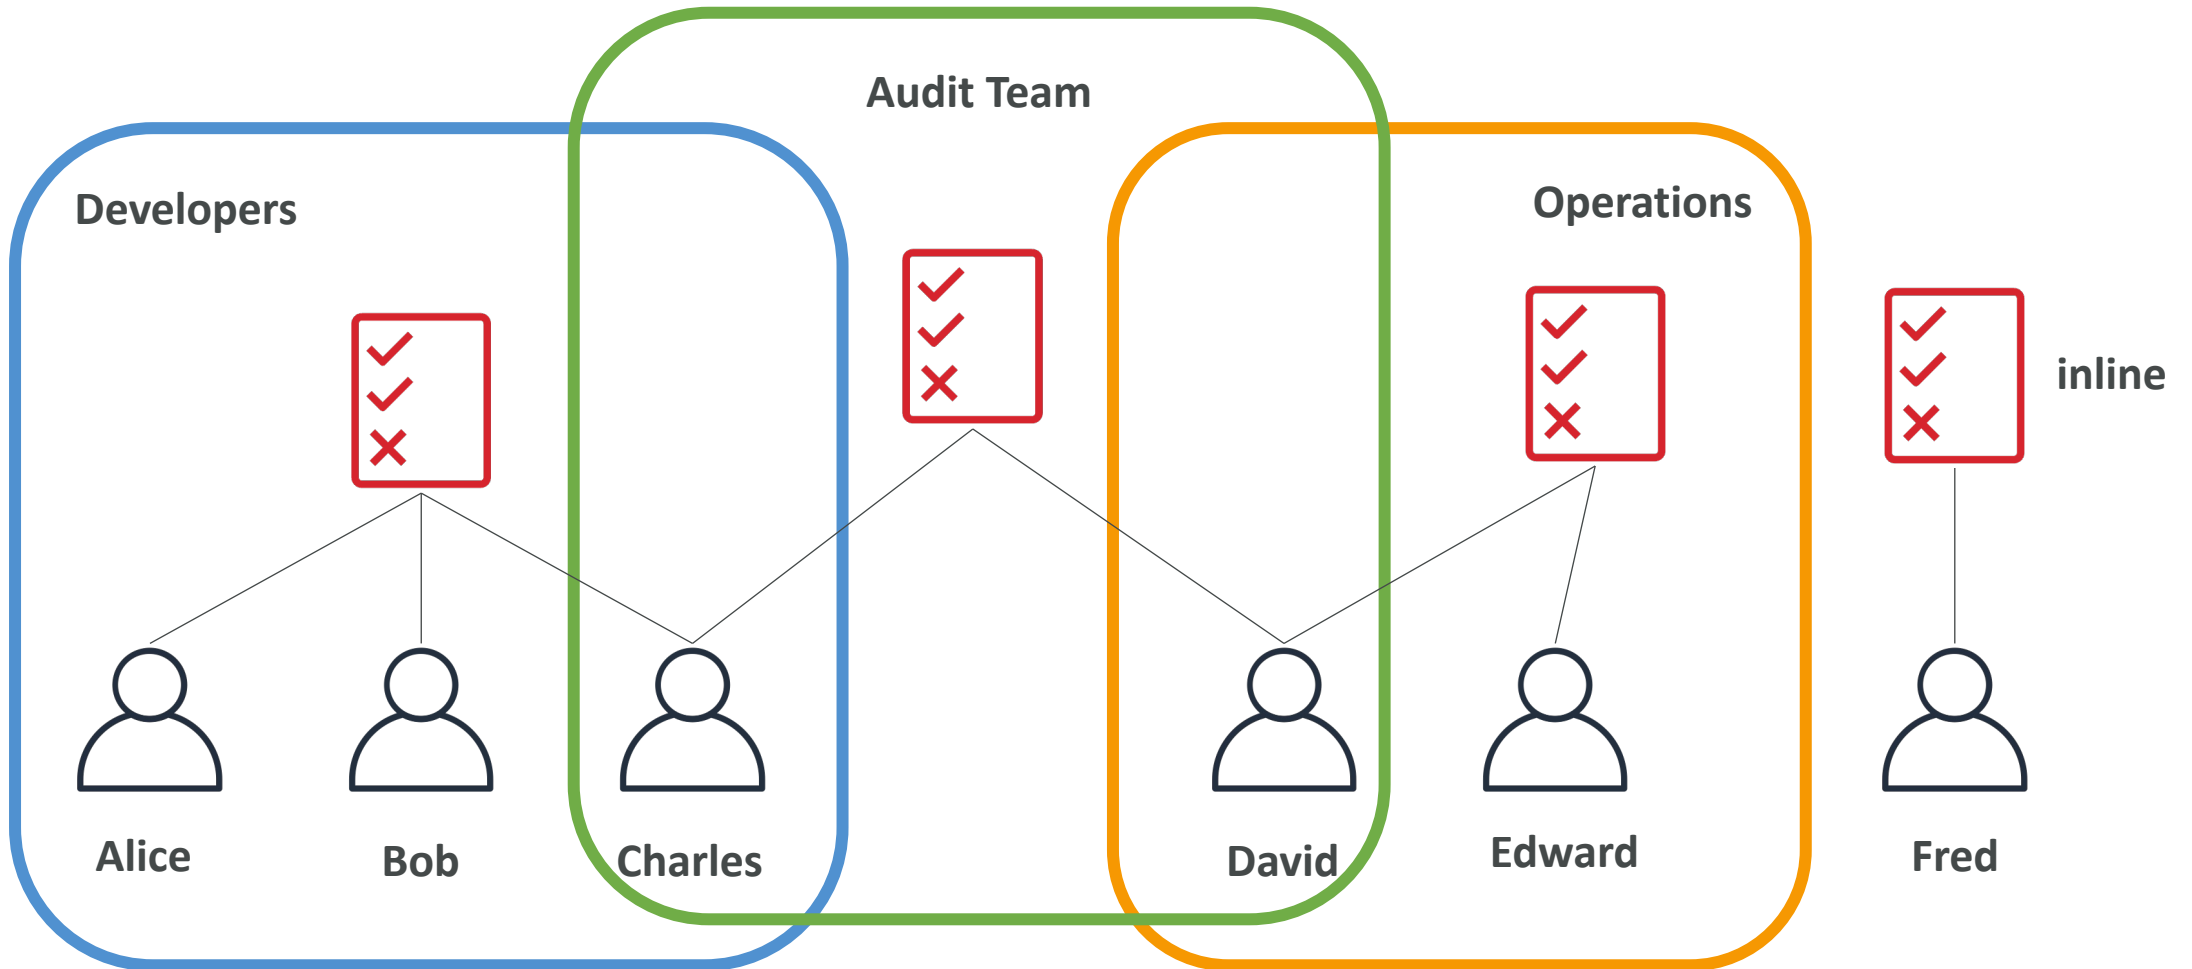 Audit Team
Developers
Operations
inline
Alice
Bob
Charles
David
Edward
Fred